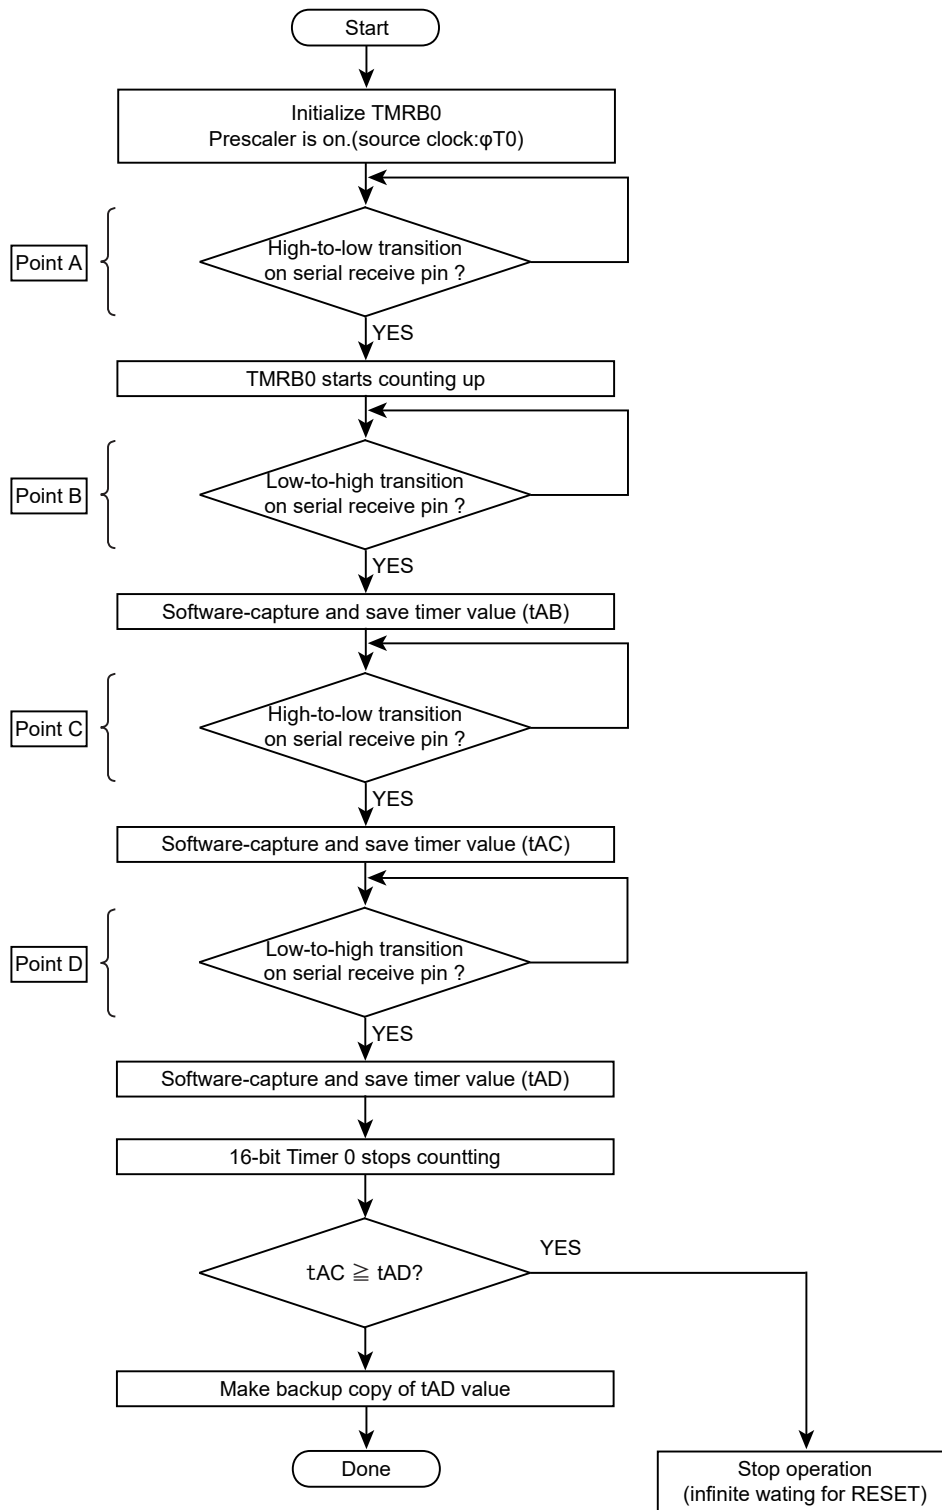 Start
Initialize TMRB0
Prescaler is on.(source clock:φT0)
Point A
High-to-low transition
on serial receive pin ?
YES
TMRB0 starts counting up
Point B
Low-to-high transition
on serial receive pin ?
YES
Software-capture and save timer value (tAB)
Point C
High-to-low transition
on serial receive pin ?
YES
Software-capture and save timer value (tAC)
Point D
Low-to-high transition
on serial receive pin ?
YES
Software-capture and save timer value (tAD)
16-bit Timer 0 stops countting
tAC ≧ tAD?
YES
Make backup copy of tAD value
Done
Stop operation
(infinite wating for RESET)